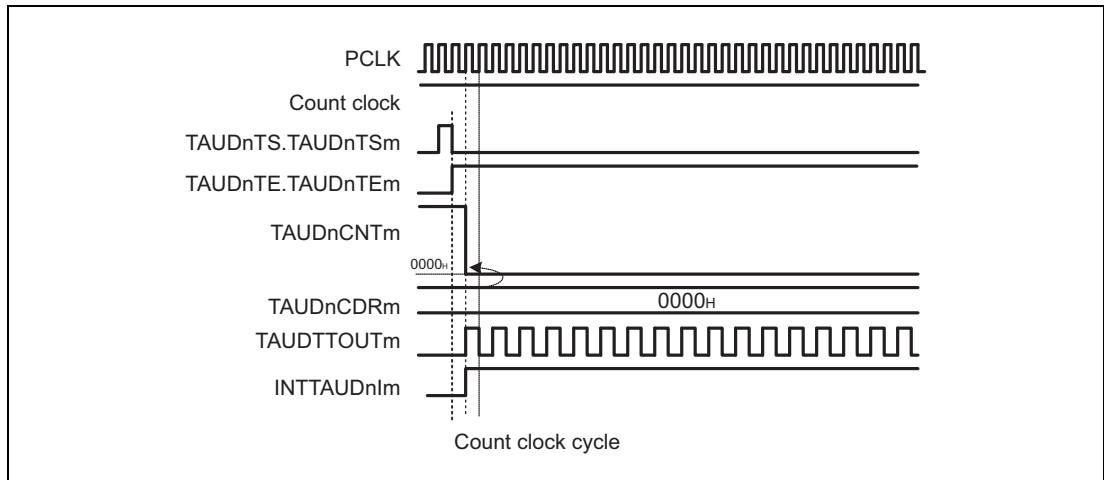 PCLK
Count clock
TAUDnTS.TAUDnTSm
TAUDnTE.TAUDnTEm
TAUDnCNTm
0000H
TAUDnCDRm
0000H
TAUDTTOUTm
INTTAUDnIm
Count clock cycle